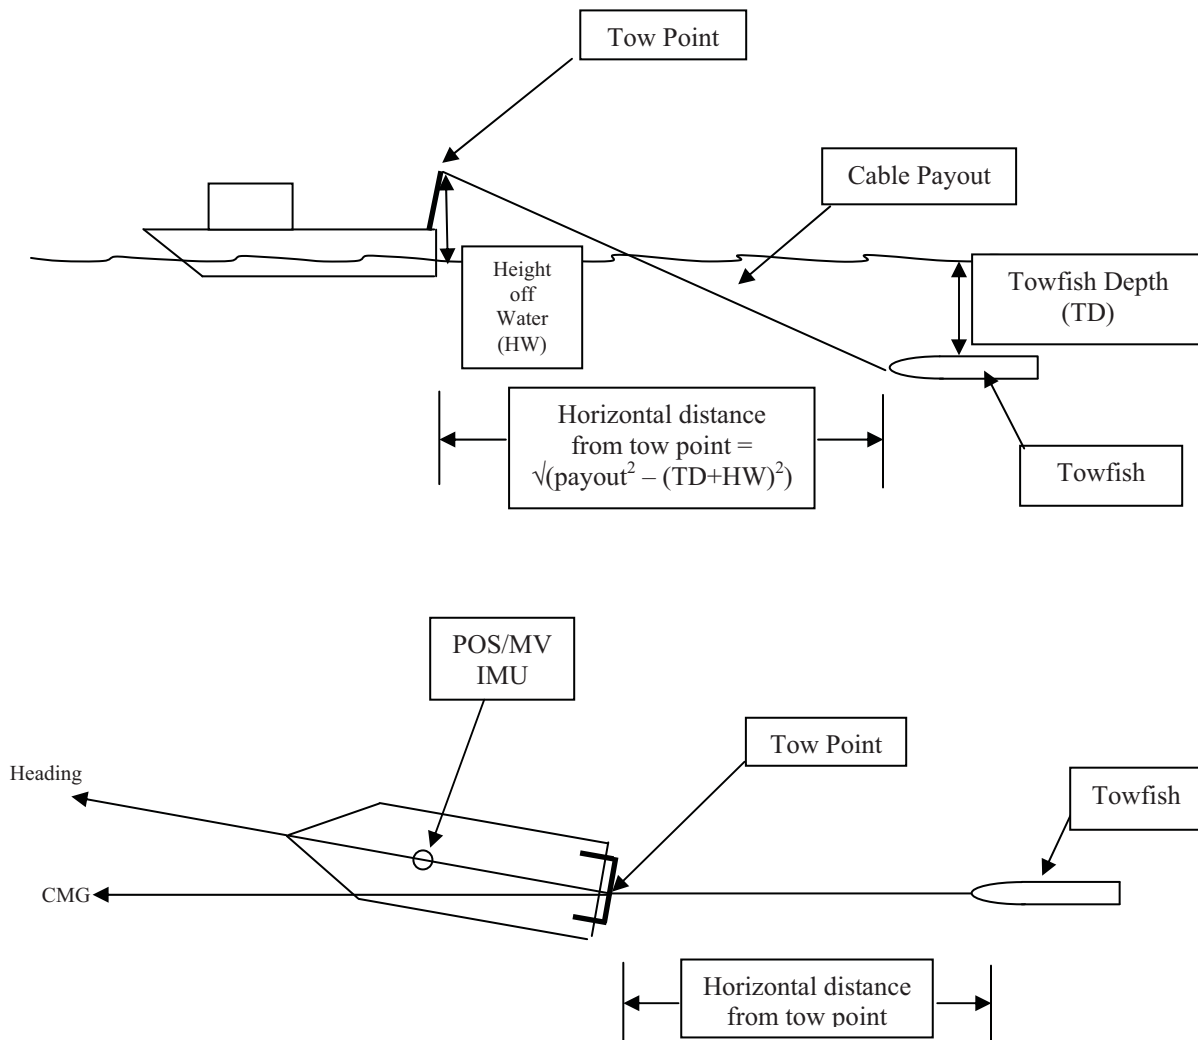 Tow Point
Cable Payout
Height
off
Water
(HW)
Towfish Depth
(TD)
Horizontal distance
from tow point =
√(payout² – (TD+HW)²)
Towfish
POS/MV
IMU
Tow Point
Heading
Towfish
CMG
Horizontal distance
from tow point